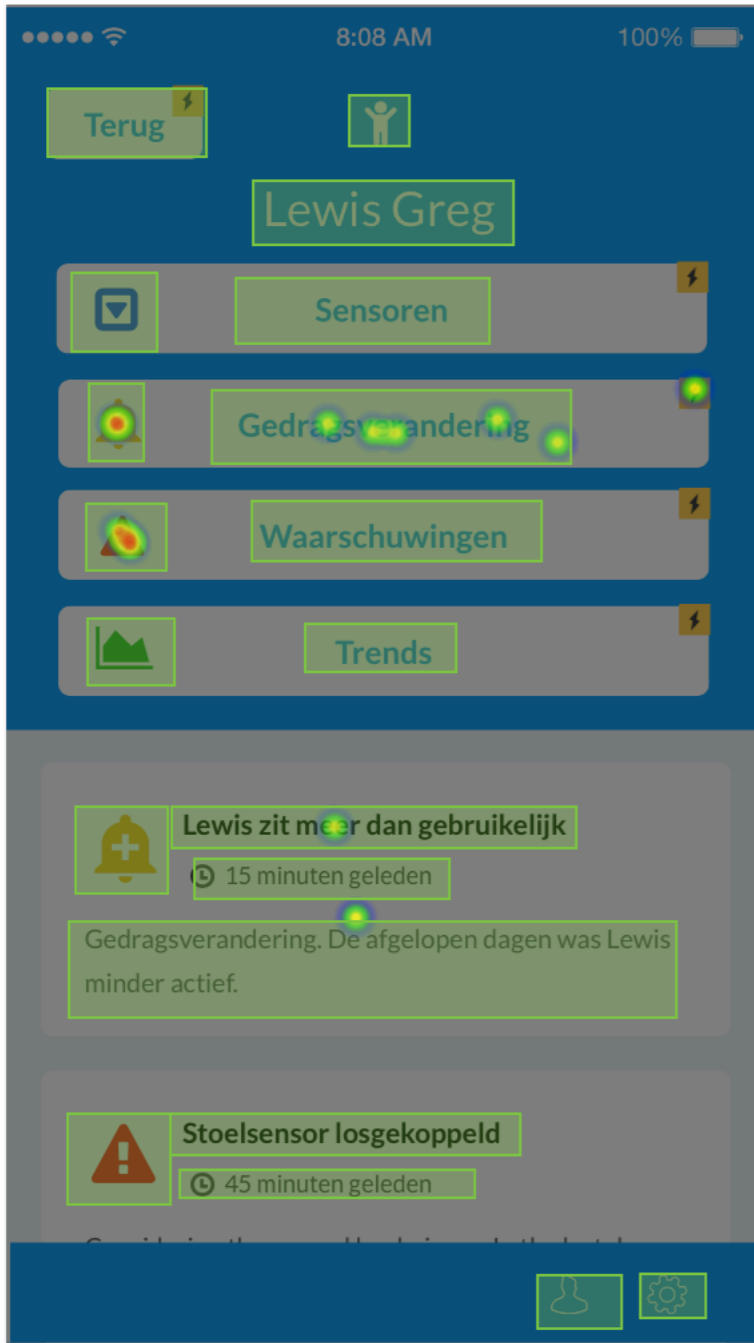 8:08 AM
100%
Terug
Lewis Greg
Sensoren
Gedragsverandering
Waarschuwingen
Trends
Lewis zit meer dan gebruikelijk
15 minuten geleden
Gedragsverandering. De afgelopen dagen was Lewis
minder actief.
Stoelsensor losgekoppeld
45 minuten geleden